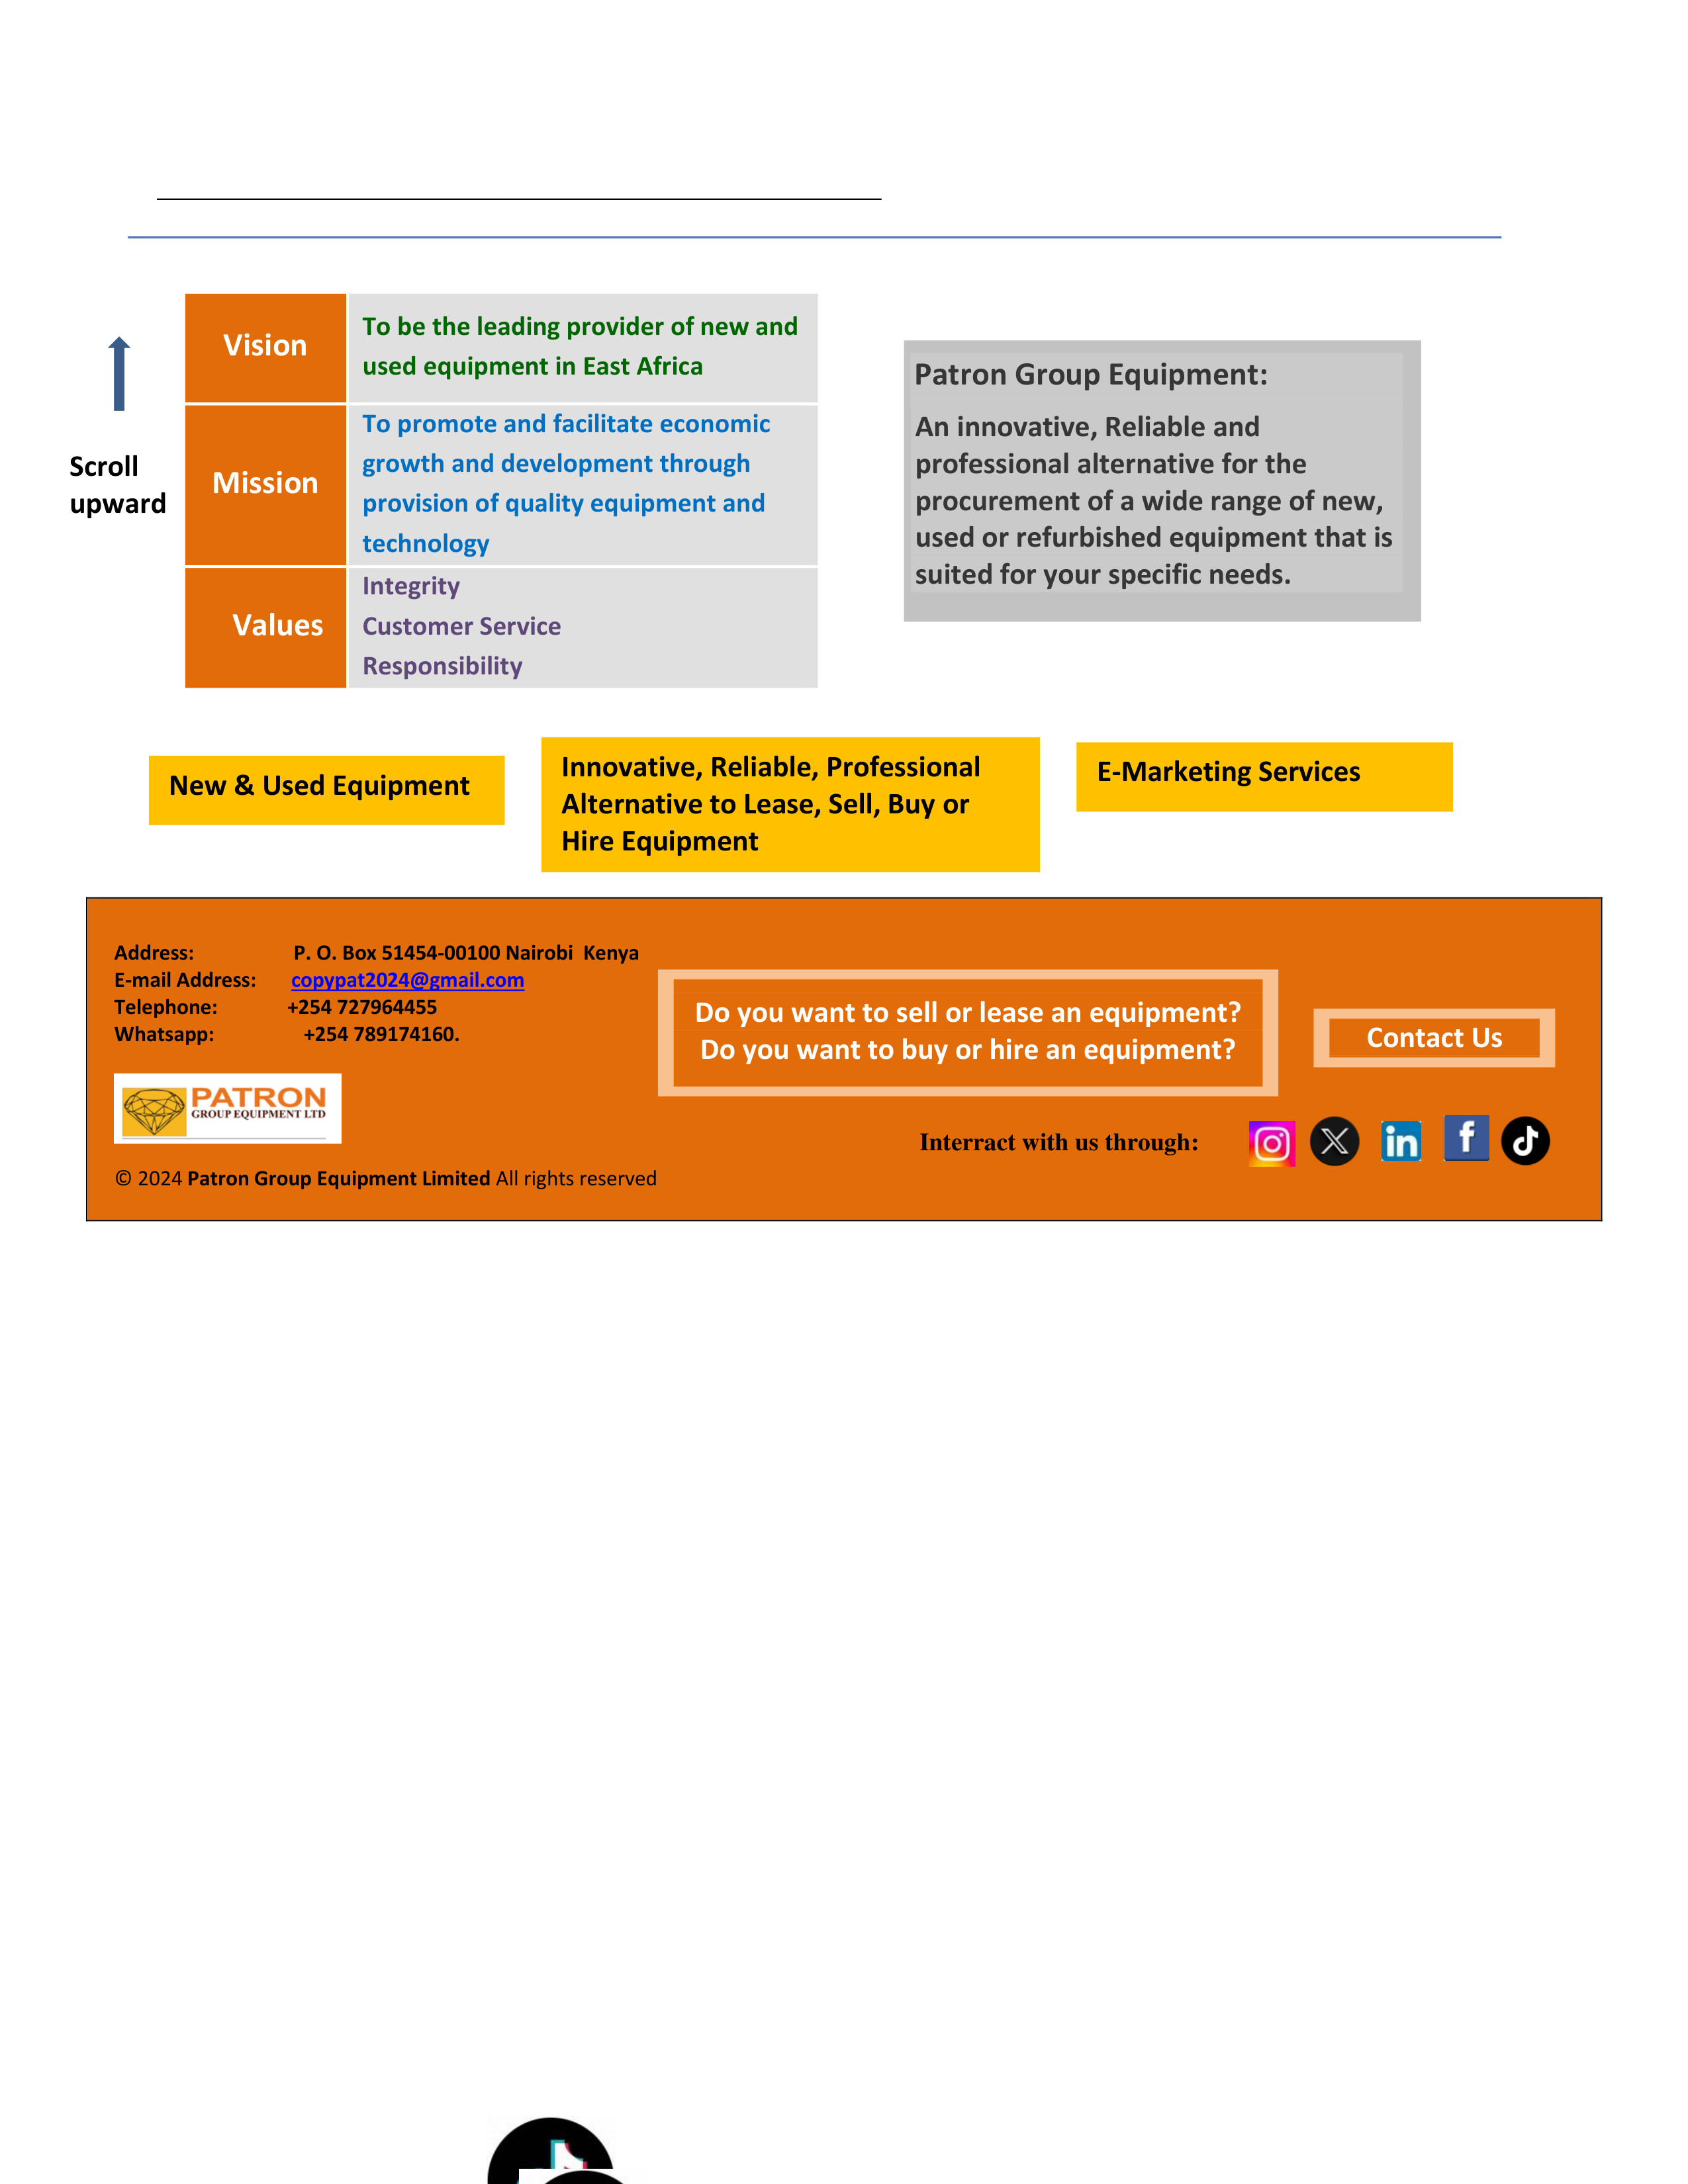 Vision
To be the leading provider of new and
used equipment in East Africa
Scroll
upward
Mission
To promote and facilitate economic
growth and development through
provision of quality equipment and
technology
Values
Integrity
Customer Service
Responsibility
Patron Group Equipment:
An innovative, Reliable and
professional alternative for the
procurement of a wide range of new,
used or refurbished equipment that is
suited for your specific needs.
New & Used Equipment
Innovative, Reliable, Professional
Alternative to Lease, Sell, Buy or
Hire Equipment
E-Marketing Services
Address: P. O. Box 51454-00100 Nairobi Kenya
E-mail Address: copypat2024@gmail.com
Telephone: +254 727964455
Whatsapp: +254 789174160.
Do you want to sell or lease an equipment?
Do you want to buy or hire an equipment?
Contact Us
PATRON
GROUP EQUIPMENT LTD
Interract with us through:
© 2024 Patron Group Equipment Limited All rights reserved